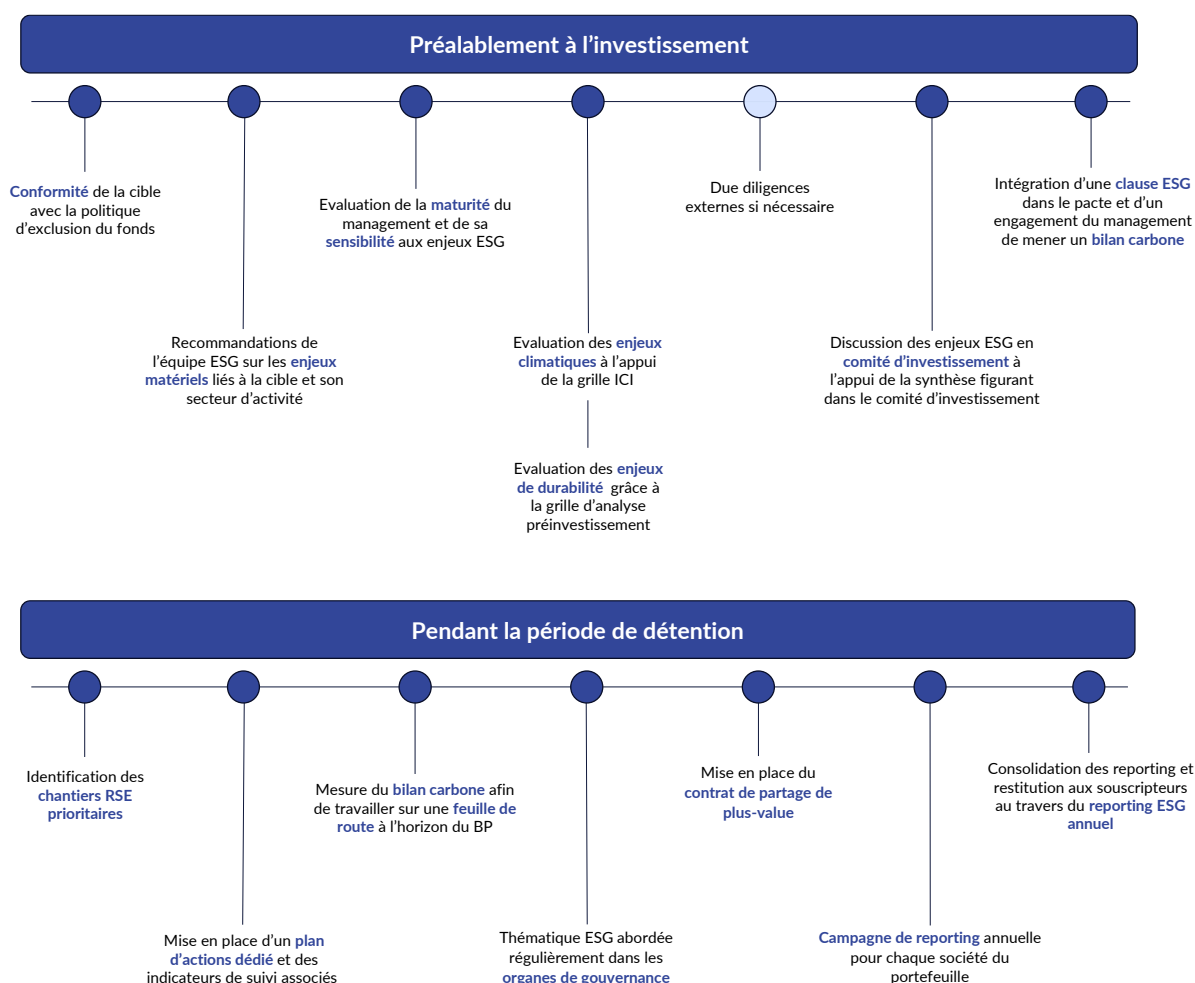 Préalablement à l'investissement
Conformité de la cible
avec la politique
d'exclusion du fonds
Recommandations de
l'équipe ESG sur les enjeux
matériels liés à la cible et son
secteur d'activité
Evaluation de la maturité du
management et de sa
sensibilité aux enjeux ESG
Evaluation des enjeux
climatiques à l'appui
de la grille ICI
Evaluation des enjeux
de durabilité grâce à
la grille d'analyse
préinvestissement
Due diligences
externes si nécessaire
Discussion des enjeux ESG en
comité d'investissement à
l'appui de la synthèse figurant
dans le comité d'investissement
Intégration d'une clause ESG
dans le pacte et d'un
engagement du management
de mener un bilan carbone
Pendant la période de détention
Identification des
chantiers RSE
prioritaires
Mise en place d'un plan
d'actions dédié et des
indicateurs de suivi associés
Mesure du bilan carbone afin
de travailler sur une feuille de
route à l'horizon du BP
Thématique ESG abordée
régulièrement dans les
organes de gouvernance
Mise en place du
contrat de partage de
plus-value
Campagne de reporting annuelle
pour chaque société du
portefeuille
Consolidation des reporting et
restitution aux souscripteurs
au travers du reporting ESG
annuel